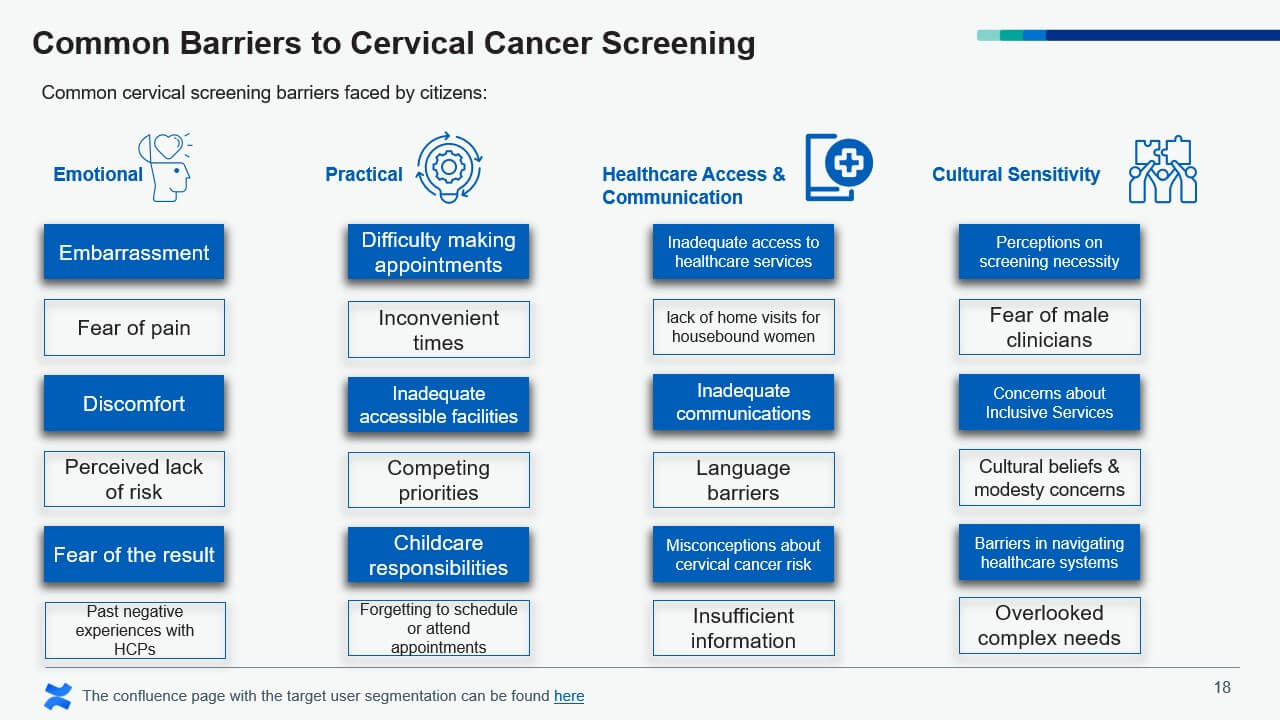 Common Barriers to Cervical Cancer Screening
Common cervical screening barriers faced by citizens:
Emotional
Practical
Healthcare Access &
Communication
Cultural Sensitivity
Embarrassment
Fear of pain
Discomfort
Perceived lack
of risk
Fear of the result
Past negative
experiences with
HCPs
Difficulty making
appointments
Inconvenient
times
Inadequate
accessible facilities
Competing
priorities
Childcare
responsibilities
Forgetting to schedule
or attend
appointments
Inadequate access to
healthcare services
lack of home visits for
housebound women
Inadequate
communications
Language
barriers
Misconceptions about
cervical cancer risk
Insufficient
information
Perceptions on
screening necessity
Fear of male
clinicians
Concerns about
Inclusive Services
Cultural beliefs &
modesty concerns
Barriers in navigating
healthcare systems
Overlooked
complex needs
The confluence page with the target user segmentation can be found here
18